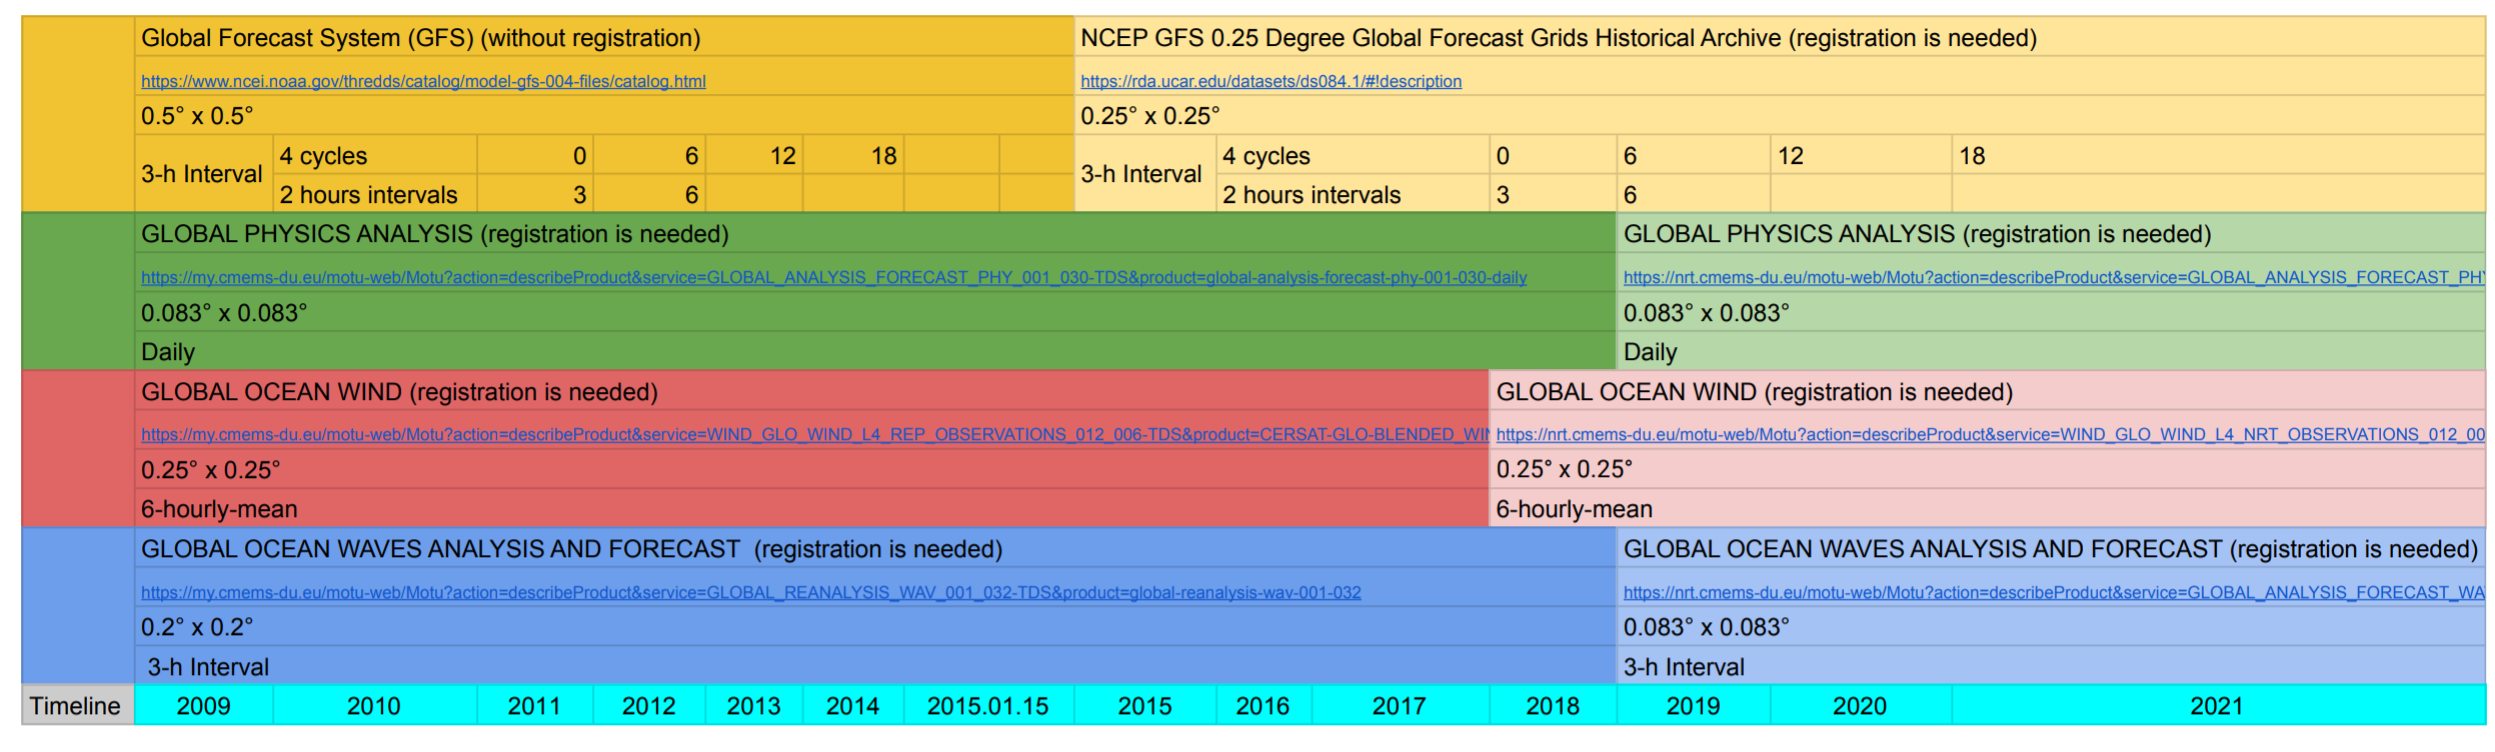 Global Forecast System (GFS) (without registration) NCEP GFS 0.25 Degree Global Forecast Grids Historical Archive (registration is needed)
https://www.ncei.noaa.gov/thredds/catalog/model-gfs-004-files/catalog.html https://rda.ucar.edu/datasets/ds084.1/#!description
0.5° x 0.5° 0.25° x 0.25°
3-h Interval 4 cycles 0 6 12 18 3-h Interval 4 cycles 0 6 12 18
2 hours intervals 3 6 2 hours intervals 3 6
GLOBAL PHYSICS ANALYSIS (registration is needed) GLOBAL PHYSICS ANALYSIS (registration is needed)
https://my.cmems-du.eu/motu-web/Motu?action=describeProduct&service=GLOBAL_ANALYSIS_FORECAST_PHY_001_030-TDS&product=global-analysis-forecast-phy-001-030-daily https://nrt.cmems-du.eu/motu-web/Motu?action=describeProduct&service=GLOBAL_ANALYSIS_FORECAST_PHY
0.083° x 0.083° 0.083° x 0.083°
Daily Daily
GLOBAL OCEAN WIND (registration is needed) GLOBAL OCEAN WIND (registration is needed)
https://my.cmems-du.eu/motu-web/Motu?action=describeProduct&service=WIND_GLO_WIND_L4_REP_OBSERVATIONS_012_006-TDS&product=CERSAT-GLO-BLENDED_WIN https://nrt.cmems-du.eu/motu-web/Motu?action=describeProduct&service=WIND_GLO_WIND_L4_NRT_OBSERVATIONS_012_00
0.25° x 0.25° 0.25° x 0.25°
6-hourly-mean 6-hourly-mean
GLOBAL OCEAN WAVES ANALYSIS AND FORECAST (registration is needed) GLOBAL OCEAN WAVES ANALYSIS AND FORECAST (registration is needed)
https://my.cmems-du.eu/motu-web/Motu?action=describeProduct&service=GLOBAL_REANALYSIS_WAV_001_032-TDS&product=global-reanalysis-wav-001-032 https://nrt.cmems-du.eu/motu-web/Motu?action=describeProduct&service=GLOBAL_ANALYSIS_FORECAST_WA
0.2° x 0.2° 0.083° x 0.083°
3-h Interval 3-h Interval
Timeline 2009 2010 2011 2012 2013 2014 2015.01.15 2015 2016 2017 2018 2019 2020 2021